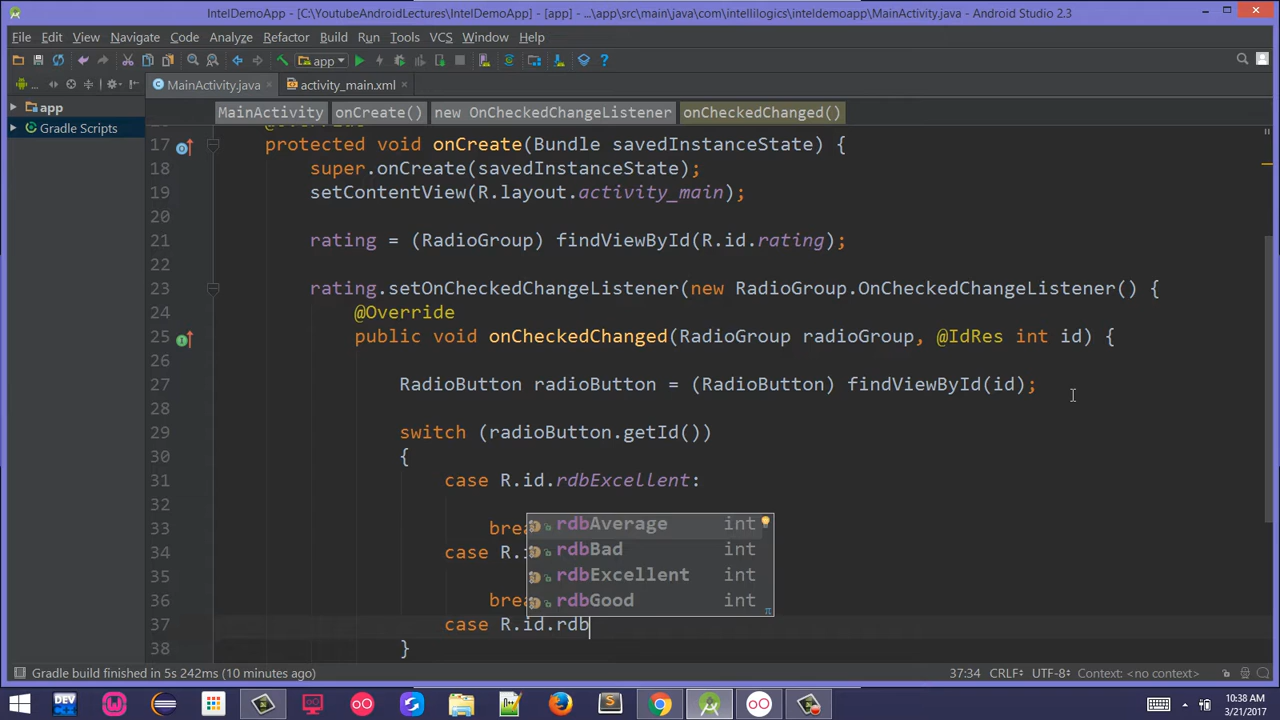 IntelDemoApp - [C:\YoutubeAndroidLectures\IntelDemoApp] - [app] - ...\app\src\main\java\com\intellilogics\inteldemoapp\MainActivity.java - Android Studio 2.3
File Edit View Navigate Code Analyze Refactor Build Run Tools VCS Window Help
app
MainActivity.java activity_main.xml
app MainActivity onCreate() new OnCheckedChangeListener onCheckedChanged()
Gradle Scripts
17 protected void onCreate(Bundle savedInstanceState) {
18 super.onCreate(savedInstanceState);
19 setContentView(R.layout.activity_main);
20
21 rating = (RadioGroup) findViewById(R.id.rating);
22
23 rating.setOnCheckedChangeListener(new RadioGroup.OnCheckedChangeListener() {
24 @Override
25 public void onCheckedChanged(RadioGroup radioGroup, @IdRes int id) {
26
27 RadioButton radioButton = (RadioButton) findViewById(id);
28
29 switch (radioButton.getId())
30 {
31 case R.id.rdbExcellent:
32
33 brea
rdbAverage int
34 case R.i
rdbBad int
35
rdbExcellent int
36 brea
rdbGood int
37 case R.id.rdb
38 }
Gradle build finished in 5s 242ms (10 minutes ago) 37:34 CRLF÷ UTF-8÷ Context: <no context>
DEV
10:38 AM
3/21/2017